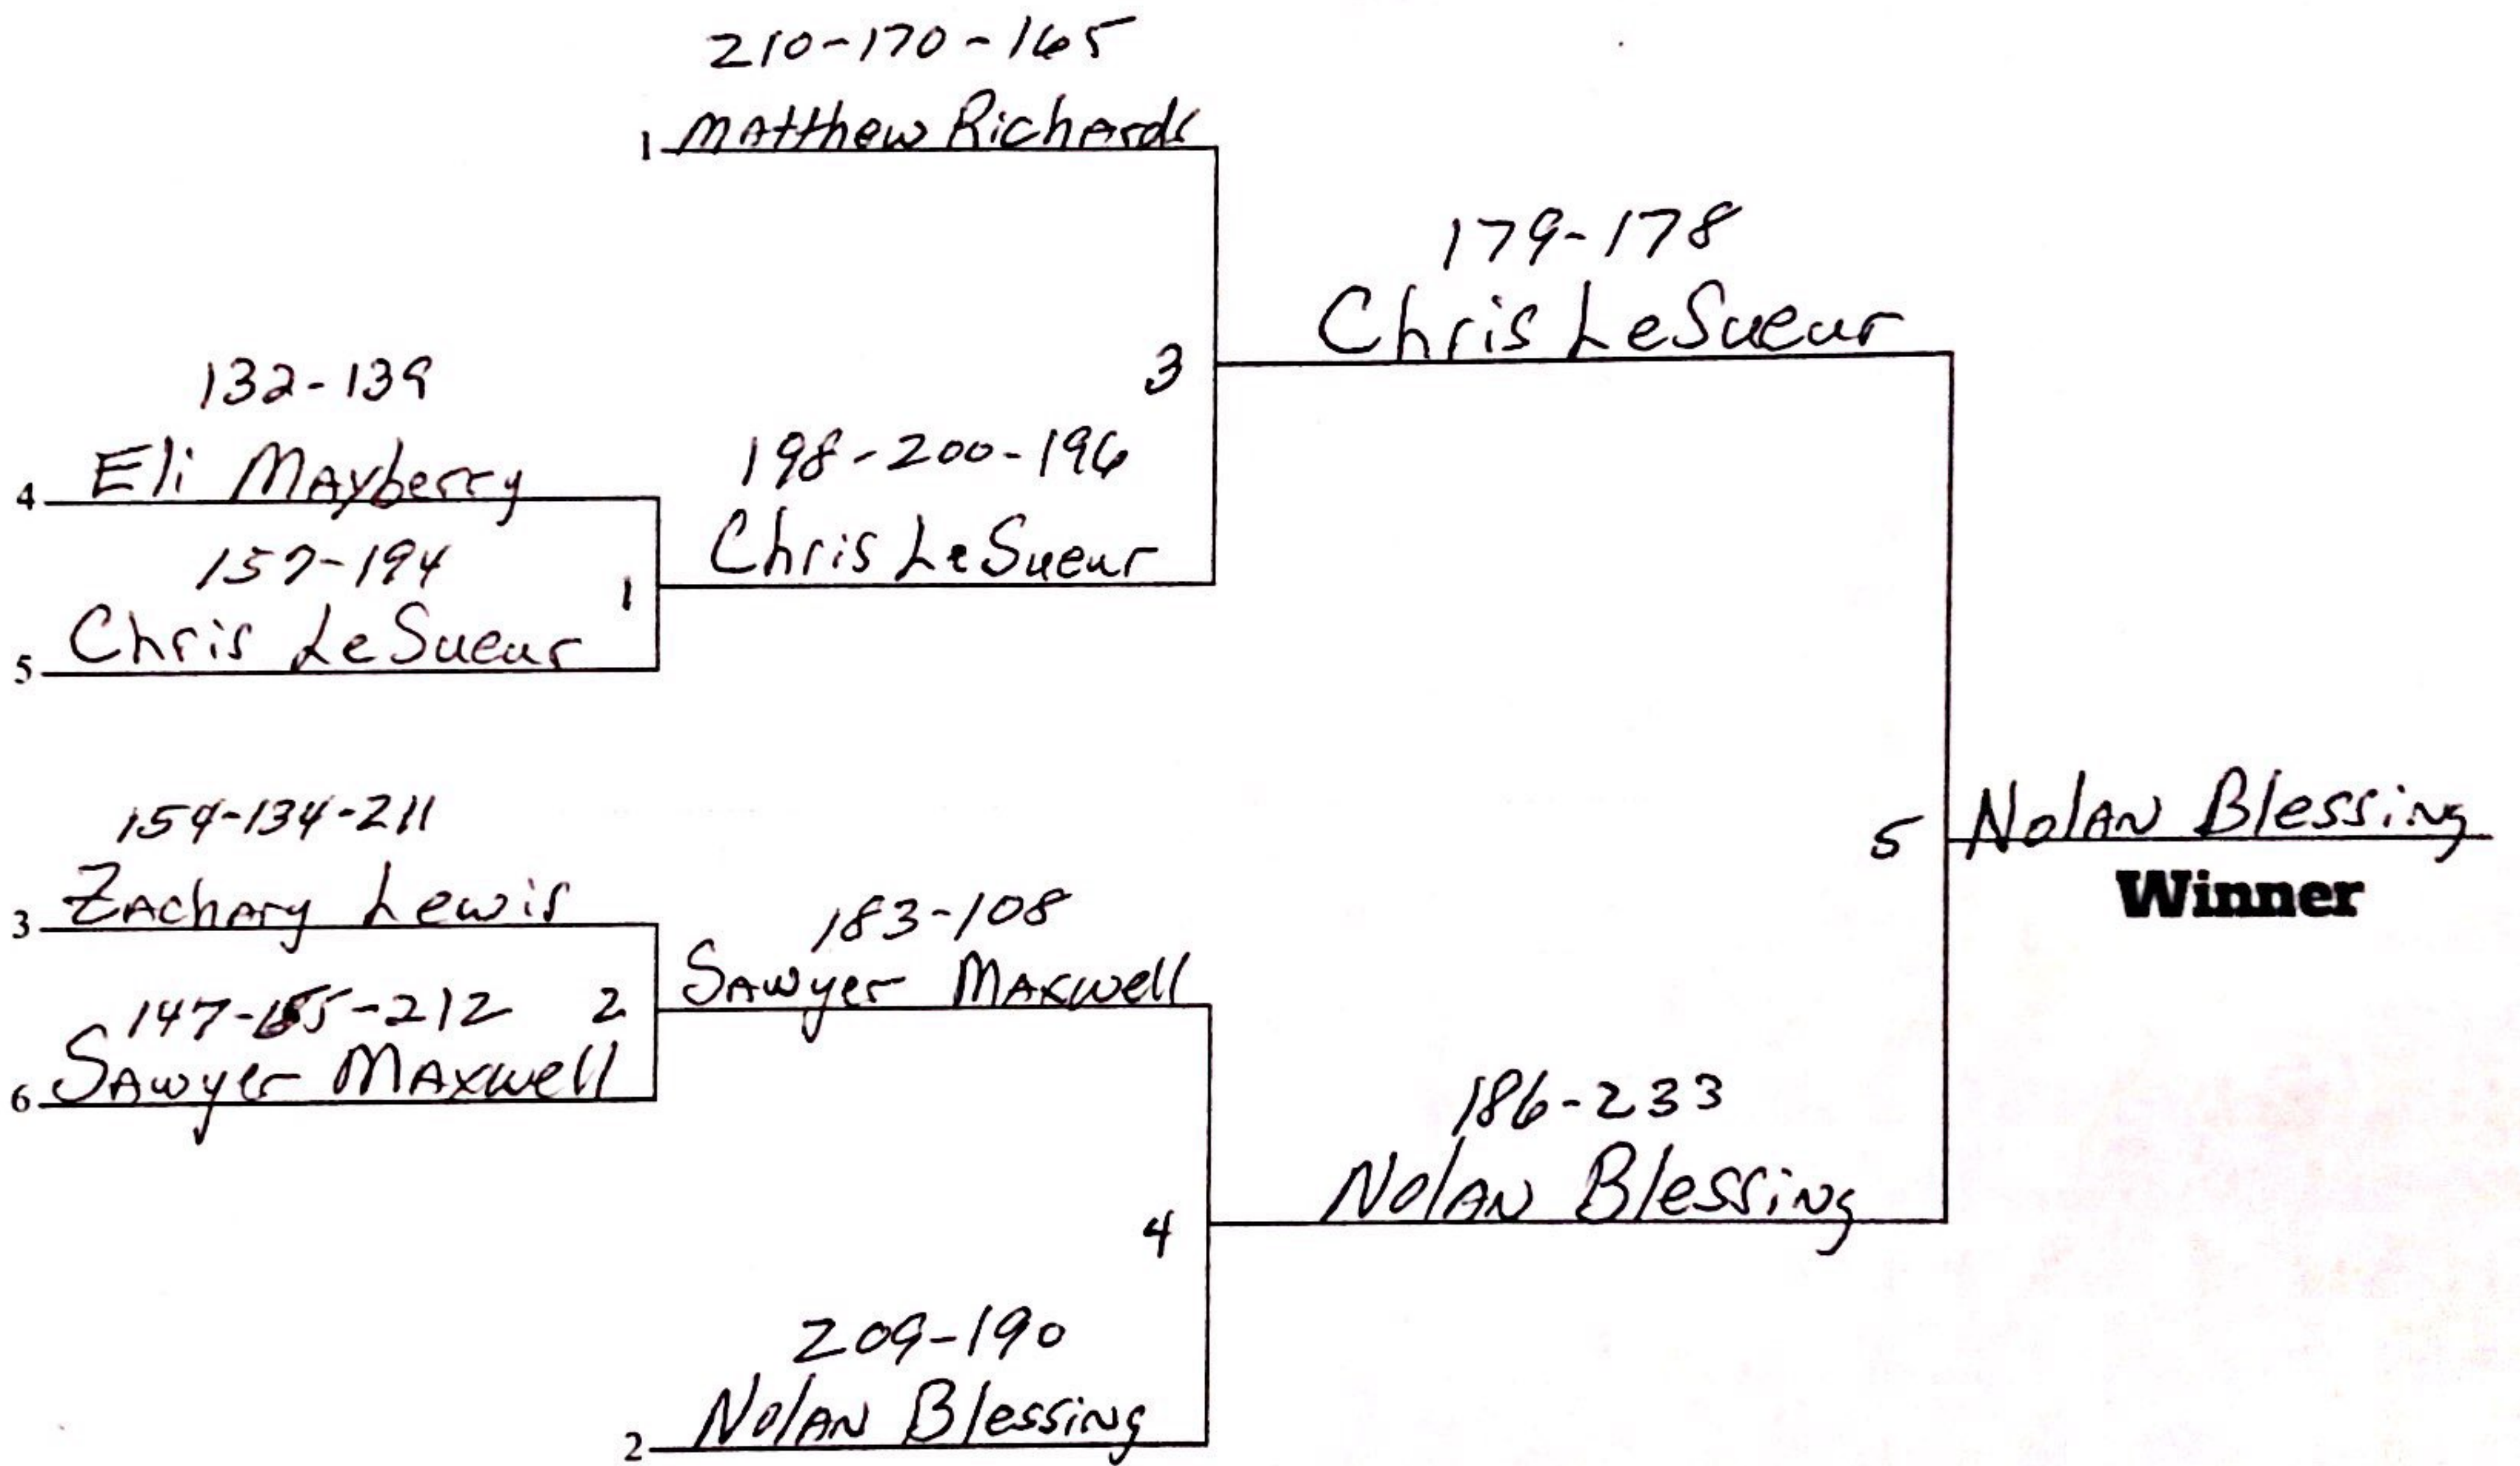 210-170-165
1 Matthew Richards
179-178
Chris LeSueur
3
132-139
4 Eli Mayberry
198-200-196
Chris LeSueur
157-194
1
5 Chris LeSueur
154-134-211
3 Zachary Lewis
183-108
Sawyer Maxwell
147-155-212
2
6 Sawyer Maxwell
5
Nolan Blessing
Winner
186-233
Nolan Blessing
4
209-190
2 Nolan Blessing